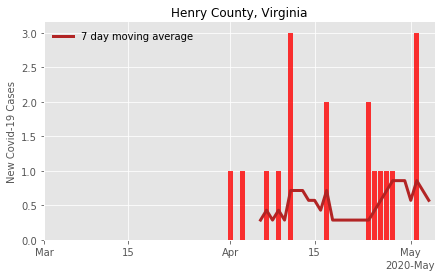 Henry County, Virginia
7 day moving average
New Covid-19 Cases
3.0
2.5
2.0
1.5
1.0
0.5
0.0
Mar 15 Apr 15 May
2020-May